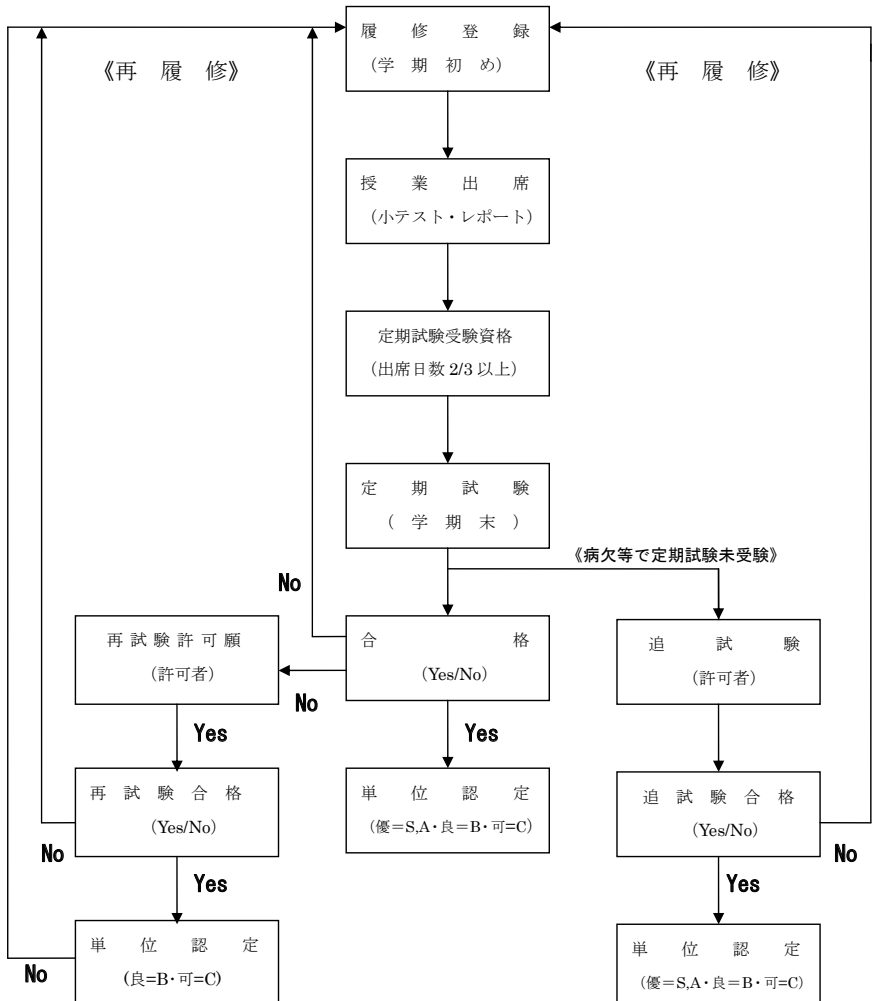 履修登録
(学期初め)
《再履修》
《再履修》
授業出席
(小テスト・レポート)
定期試験受験資格
(出席日数 2/3 以上)
定期試験
(学期末)
《病欠等で定期試験未受験》
No
再試験許可願
(許可者)
合格
(Yes/No)
追試験
(許可者)
No
Yes
Yes
再試験合格
(Yes/No)
単位認定
(優=S,A・良=B・可=C)
追試験合格
(Yes/No)
No
No
Yes
Yes
単位認定
(良=B・可=C)
単位認定
(優=S,A・良=B・可=C)
No